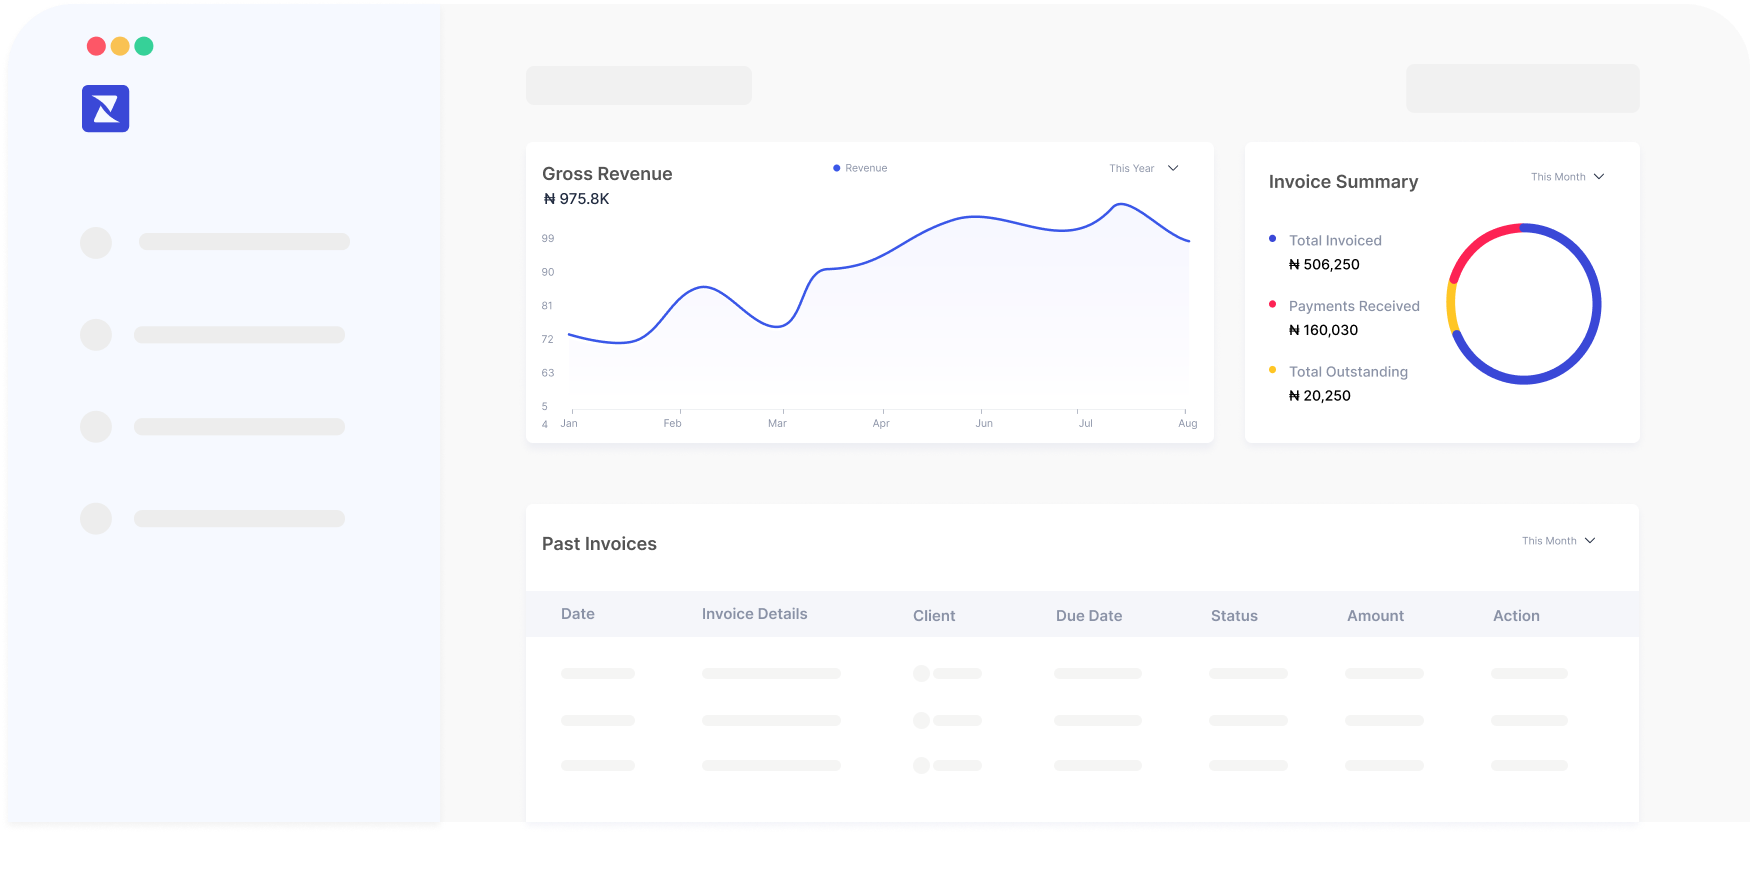 Gross Revenue
₦ 975.8K
Revenue
This Year
99
90
81
72
63
5
4
Jan Feb Mar Apr Jun Jul Aug
Invoice Summary
This Month
Total Invoiced
₦ 506,250
Payments Received
₦ 160,030
Total Outstanding
₦ 20,250
Past Invoices
This Month
Date Invoice Details Client Due Date Status Amount Action